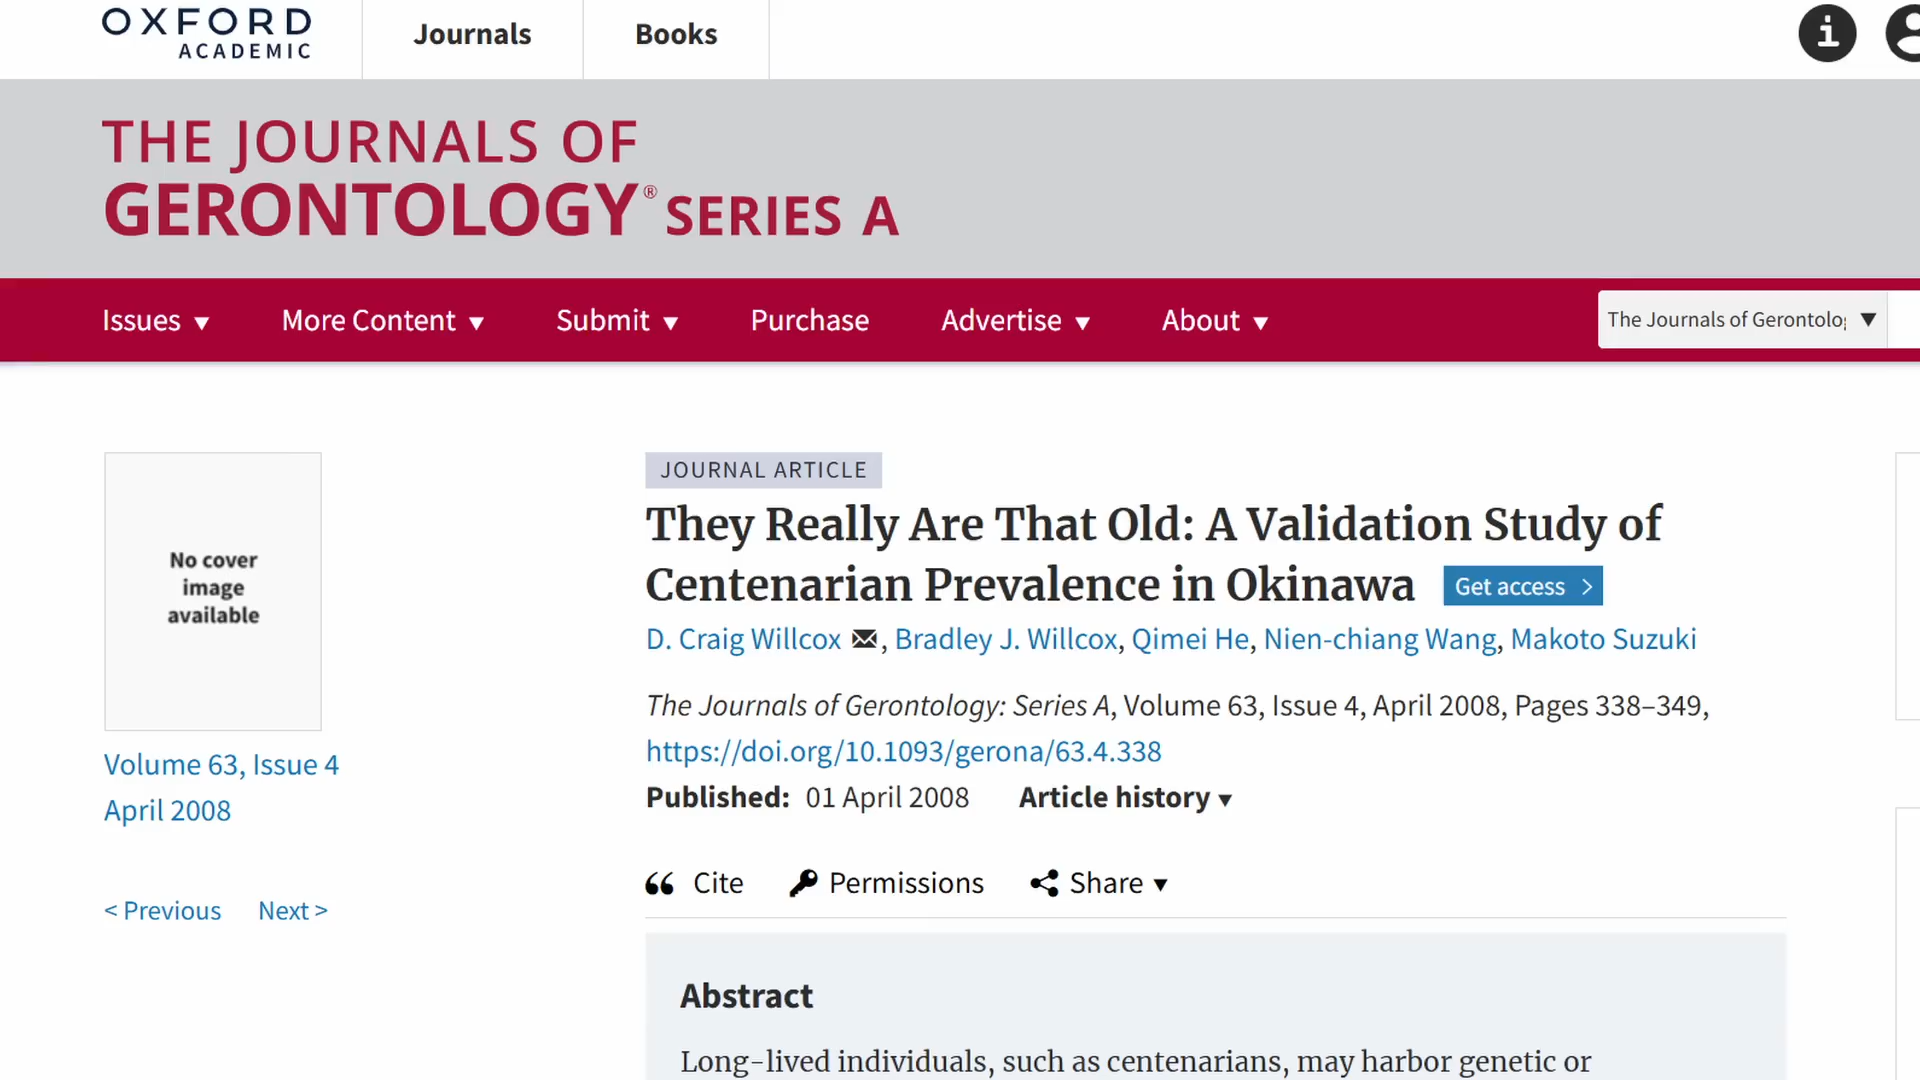 OXFORD
ACADEMIC
Journals
Books
THE JOURNALS OF
GERONTOLOGY® SERIES A
Issues ▼
More Content ▼
Submit ▼
Purchase
Advertise ▼
About ▼
The Journals of Gerontolo
No cover
image
available
Volume 63, Issue 4
April 2008
< Previous
Next >
JOURNAL ARTICLE
They Really Are That Old: A Validation Study of
Centenarian Prevalence in Okinawa
Get access >
D. Craig Willcox, Bradley J. Willcox, Qimei He, Nien-chiang Wang, Makoto Suzuki
The Journals of Gerontology: Series A, Volume 63, Issue 4, April 2008, Pages 338–349,
https://doi.org/10.1093/gerona/63.4.338
Published: 01 April 2008 Article history ▼
Cite
Permissions
Share ▼
Abstract
Long-lived individuals, such as centenarians, may harbor genetic or